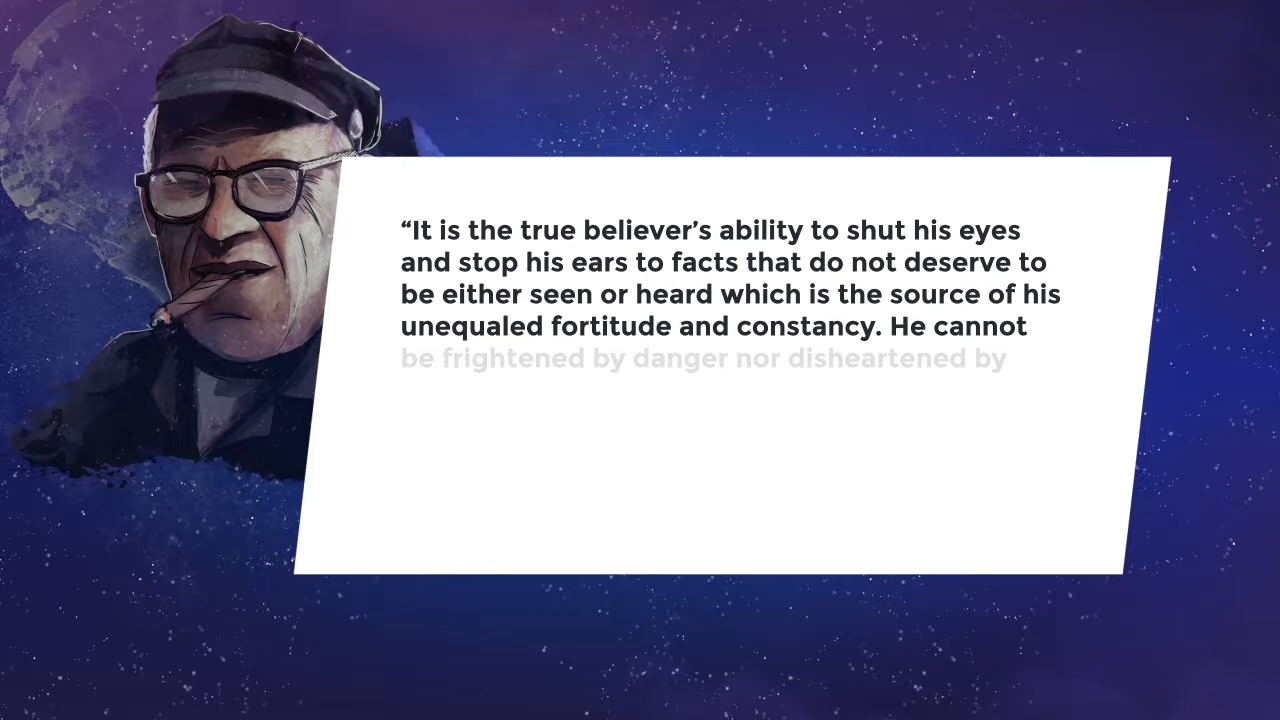 “It is the true believer’s ability to shut his eyes
and stop his ears to facts that do not deserve to
be either seen or heard which is the source of his
unequaled fortitude and constancy. He cannot
be frightened by danger nor disheartened by